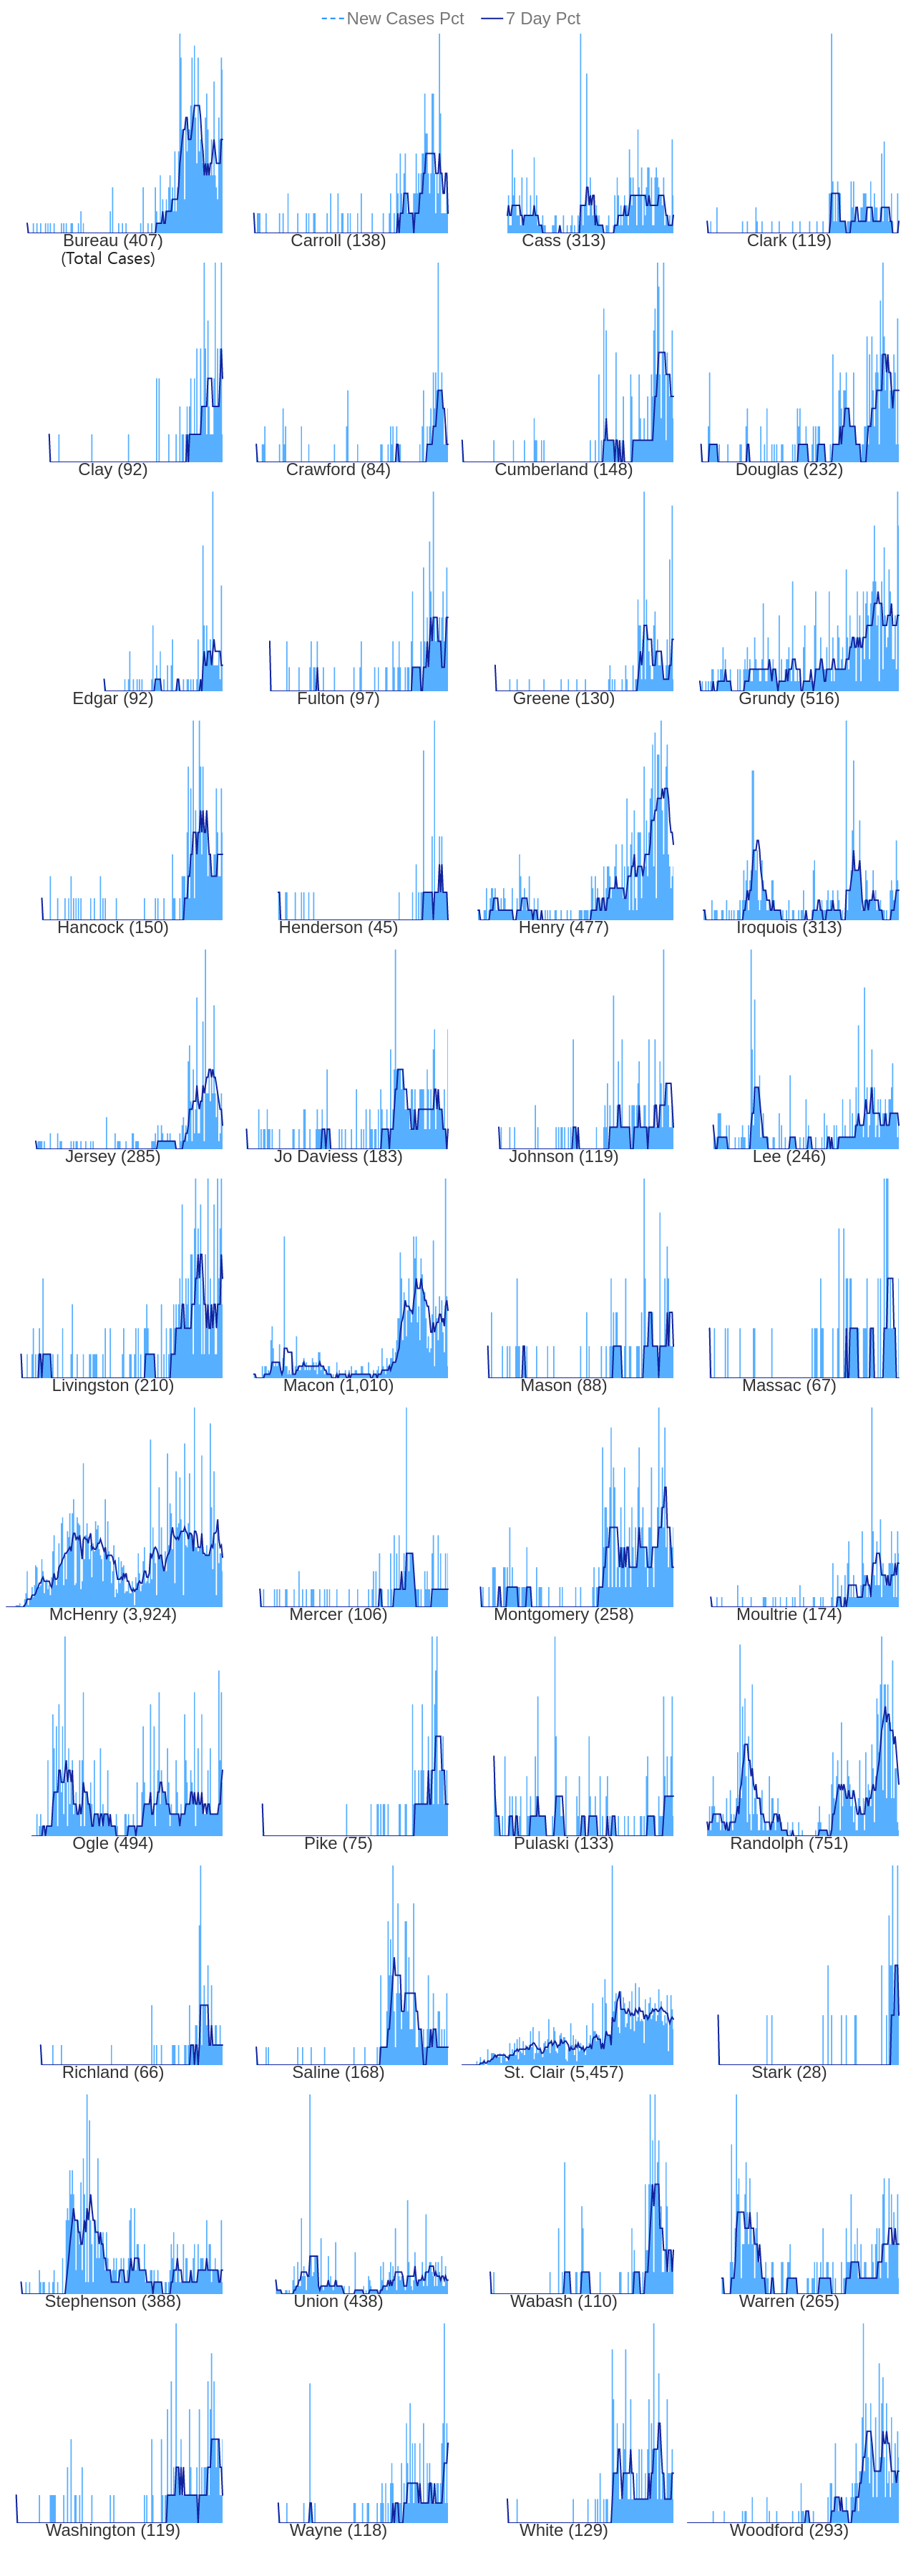 New Cases Pct 7 Day Pct
Bureau (407) Carroll (138) Cass (313) Clark (119)
(Total Cases)
Clay (92) Crawford (84) Cumberland (148) Douglas (232)
Edgar (92) Fulton (97) Greene (130) Grundy (516)
Hancock (150) Henderson (45) Henry (477) Iroquois (313)
Jersey (285) Jo Daviess (183) Johnson (119) Lee (246)
Livingston (210) Macon (1,010) Mason (88) Massac (67)
McHenry (3,924) Mercer (106) Montgomery (258) Moultrie (174)
Ogle (494) Pike (75) Pulaski (133) Randolph (751)
Richland (66) Saline (168) St. Clair (5,457) Stark (28)
Stephenson (388) Union (438) Wabash (110) Warren (265)
Washington (119) Wayne (118) White (129) Woodford (293)